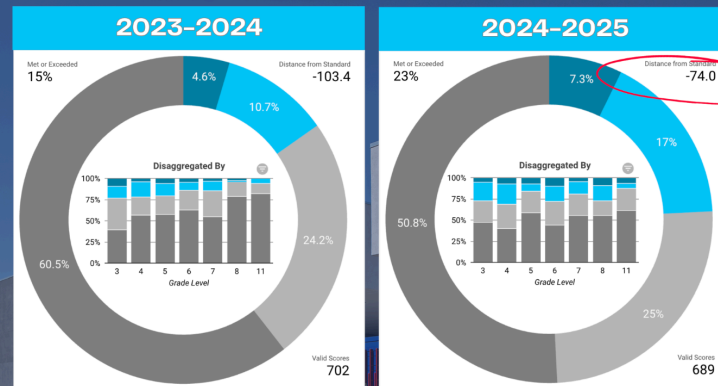 2023-2024
Met or Exceeded
15%
Distance from Standard
-103.4
4.6%
10.7%
24.2%
60.5%
Disaggregated By
100%
75%
50%
25%
0%
3 4 5 6 7 8 11
Grade Level
Valid Scores
702
2024-2025
Met or Exceeded
23%
Distance from Standard
-74.0
7.3%
17%
25%
50.8%
Disaggregated By
100%
75%
50%
25%
0%
3 4 5 6 7 8 11
Grade Level
Valid Scores
689